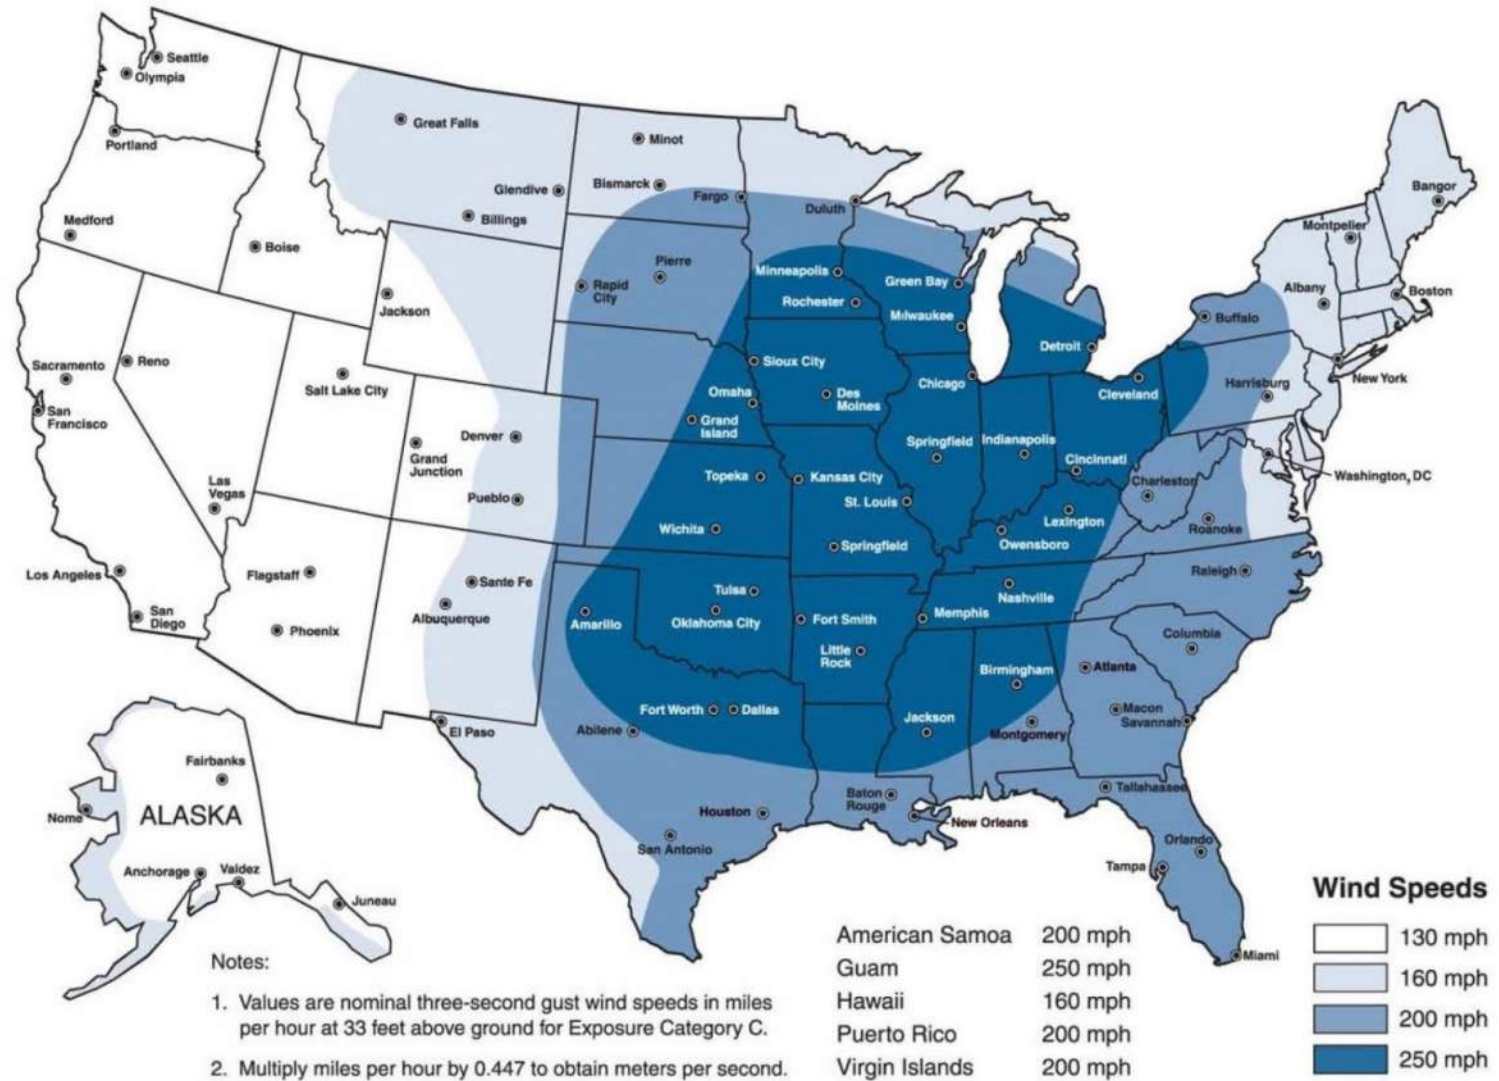 Seattle
Olympia
Portland
Medford
Boise
Great Falls
Glendive
Billings
Jackson
Minot
Bismarck
Fargo
Duluth
Rapid
City
Pierre
Minneapolis
Rochester
Green Bay
Milwaukee
Detroit
Buffalo
Albany
Montpelier
Bangor
Boston
New York
Harrisburg
Washington, DC
Sacramento
San
Francisco
Reno
Las
Vegas
Salt Lake City
Grand
Junction
Denver
Pueblo
Sioux City
Omaha
Grand
Island
Des
Moines
Chicago
Cleveland
Springfield
Indianapolis
Cincinnati
Charleston
Topeka
Kansas City
St. Louis
Lexington
Owensboro
Roanoke
Wichita
Springfield
Los Angeles
San
Diego
Flagstaff
Phoenix
Sante Fe
Albuquerque
El Paso
Amarillo
Tulsa
Oklahoma City
Fort Smith
Little
Rock
Memphis
Nashville
Raleigh
Columbia
Birmingham
Atlanta
Macon
Savannah
Montgomery
Jackson
Fort Worth
Dallas
Abilene
Houston
San Antonio
Baton
Rouge
New Orleans
Tallahassee
Orlando
Tampa
Miami
Fairbanks
ALASKA
Nome
Anchorage
Valdez
Juneau
Notes:
1. Values are nominal three-second gust wind speeds in miles
per hour at 33 feet above ground for Exposure Category C.
2. Multiply miles per hour by 0.447 to obtain meters per second.
American Samoa 200 mph
Guam 250 mph
Hawaii 160 mph
Puerto Rico 200 mph
Virgin Islands 200 mph
Wind Speeds
130 mph
160 mph
200 mph
250 mph